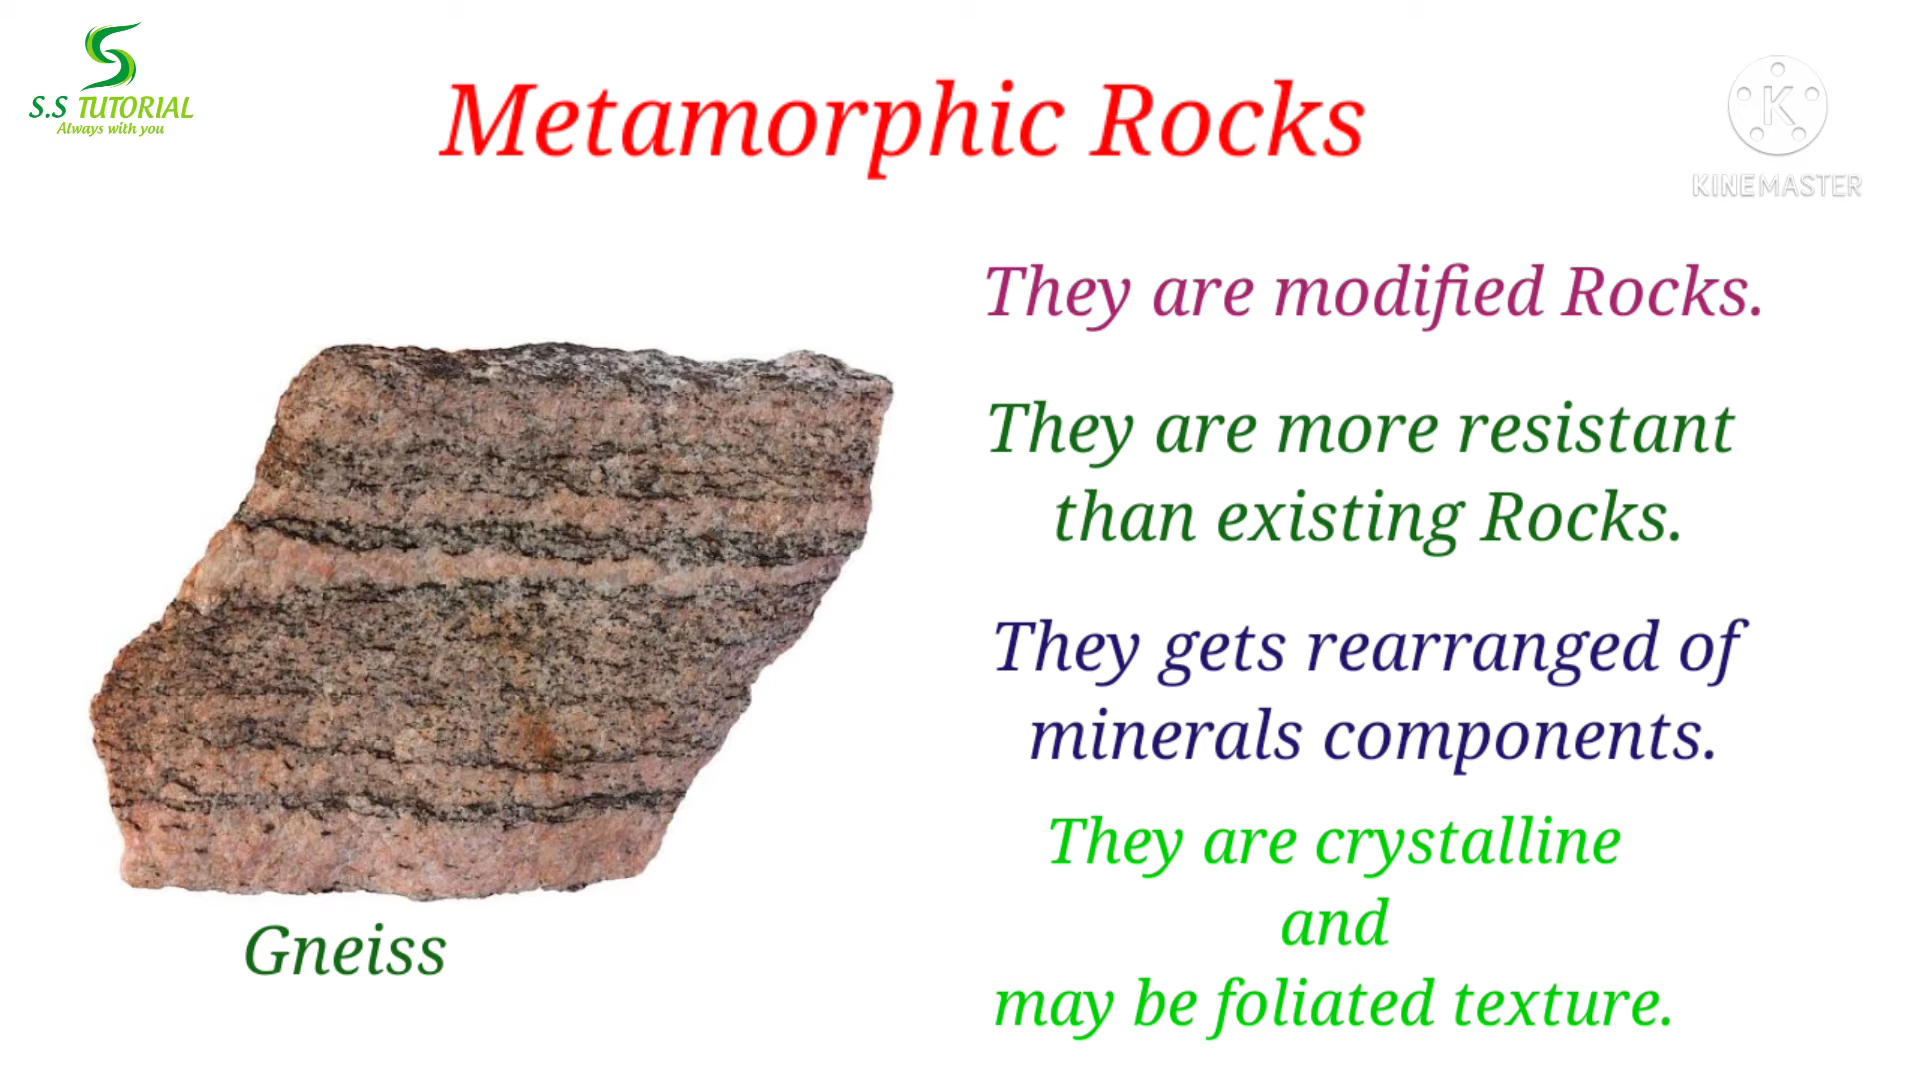 S.S TUTORIAL
Always with you
Metamorphic Rocks
KINEMASTER
They are modified Rocks.
They are more resistant
than existing Rocks.
They gets rearranged of
minerals components.
They are crystalline
and
may be foliated texture.
Gneiss